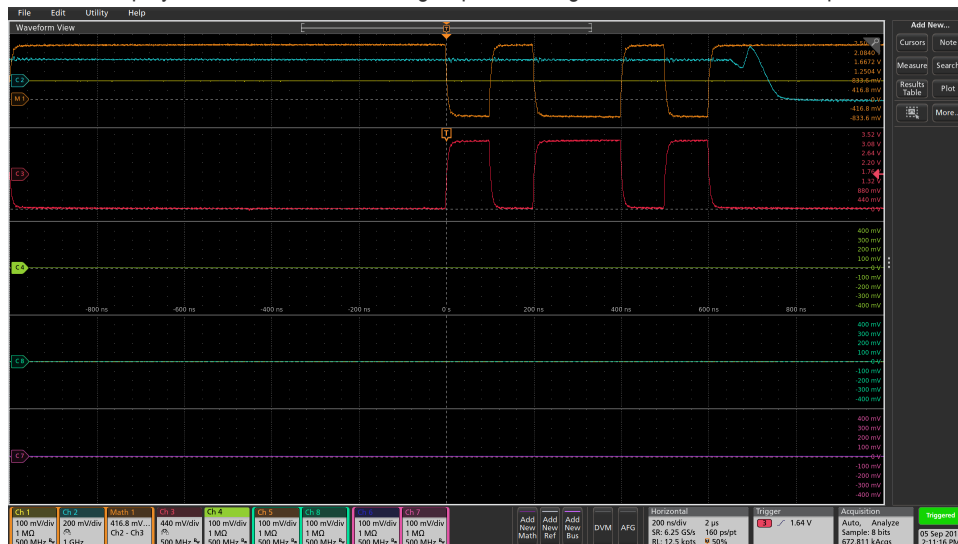 File Edit Utility Help
Waveform View
Add New...
Cursors Note
Measure Search
Results Table Plot
More...
C2
M1
2.0840
1.6672 V
1.2504 V
833.6 mV
416.8 mV
0 V
-416.8 mV
-833.6 mV
T
C3
3.52 V
3.08 V
2.64 V
2.20 V
1.32 V
880 mV
440 mV
0 V
C4
400 mV
300 mV
200 mV
100 mV
0 V
-100 mV
-200 mV
-300 mV
-400 mV
-800 ns -600 ns -400 ns -200 ns 0 s 200 ns 400 ns 600 ns 800 ns
C8
400 mV
300 mV
200 mV
100 mV
0 V
-100 mV
-200 mV
-300 mV
-400 mV
C7
400 mV
300 mV
200 mV
100 mV
0 V
-100 mV
-200 mV
-300 mV
-400 mV
Ch 1
100 mV/div
1 MΩ
500 MHz
Ch 2
200 mV/div
1 GHz
Math 1
416.8 mV...
Ch2 - Ch3
Ch 3
440 mV/div
1 MΩ
500 MHz
Ch 4
100 mV/div
1 MΩ
500 MHz
Ch 5
100 mV/div
1 MΩ
500 MHz
Ch 8
100 mV/div
1 MΩ
500 MHz
100 mV/div
1 MΩ
500 MHz
Ch 7
100 mV/div
1 MΩ
500 MHz
Add New Math
Add New Ref
Add New Bus
DVM
AFG
Horizontal
200 ns/div 2 µs
SR: 6.25 GS/s 160 ps/pt
RL: 12.5 kpts 50%
Trigger
3 1.64 V
Acquisition
Auto, Analyze
Sample: 8 bits
672.811 kAcqs
Triggered
2:11:16 PM